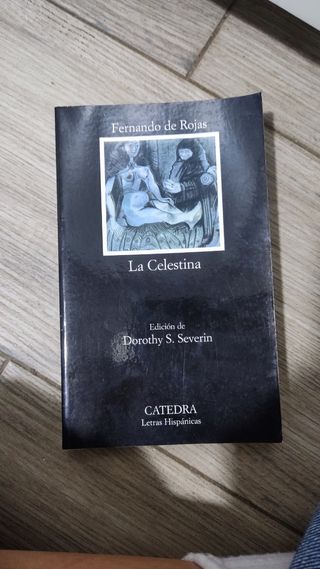 Fernando de Rojas
La Celestina
Edición de
Dorothy S. Severin
CATEDRA
Letras Hispánicas